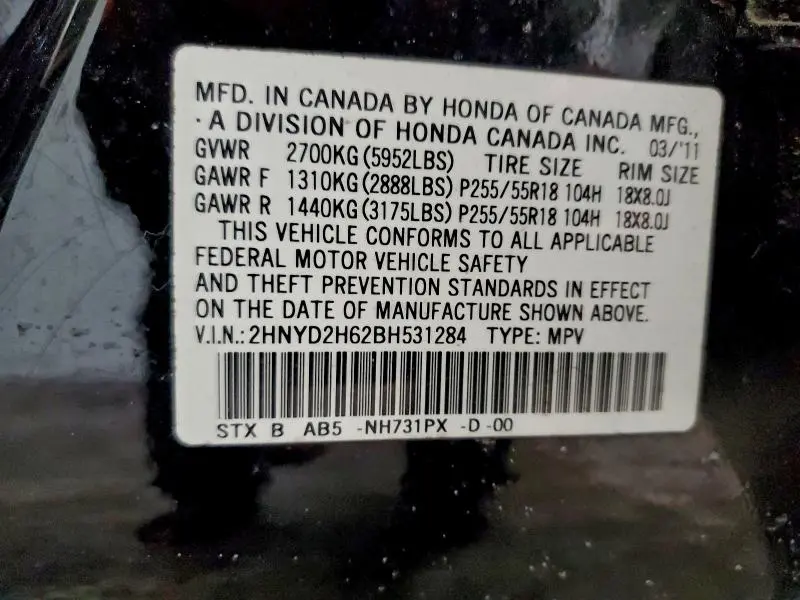 MFD. IN CANADA BY HONDA OF CANADA MFG.,
· A DIVISION OF HONDA CANADA INC. 03/'11
GVWR 2700KG (5952LBS) TIRE SIZE RIM SIZE
GAWR F 1310KG (2888LBS) P255/55R18 104H 18X8.0J
GAWR R 1440KG (3175LBS) P255/55R18 104H 18X8.0J
THIS VEHICLE CONFORMS TO ALL APPLICABLE
FEDERAL MOTOR VEHICLE SAFETY
AND THEFT PREVENTION STANDARDS IN EFFECT
ON THE DATE OF MANUFACTURE SHOWN ABOVE.
V.I.N.: 2HNYD2H62BH531284 TYPE: MPV
STX B AB5 -NH731PX -D -00